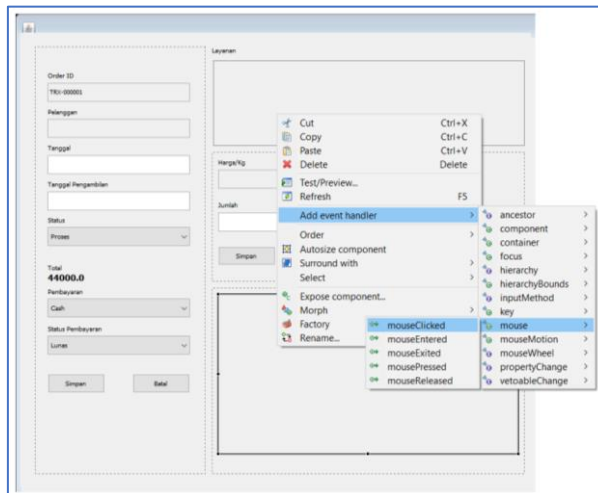 Layanan
Order ID
TRX-000001
Pelanggan
Tanggal
Tanggal Pengambilan
Status
Proses
Total
44000.0
Pembayaran
Cash
Status Pembayaran
Lunas
Simpan Batal
Harga/Kg
Jumlah
Simpan
Cut Ctrl+X
Copy Ctrl+C
Paste Ctrl+V
Delete Delete
Test/Preview...
Refresh F5
Add event handler
Order
Autosize component
Surround with
Select
Expose component...
Morph
Factory
Rename...
ancestor
component
container
focus
hierarchy
hierarchyBounds
inputMethod
key
mouse
mouseMotion
mouseWheel
propertyChange
vetoableChange
mouseClicked
mouseEntered
mouseExited
mousePressed
mouseReleased